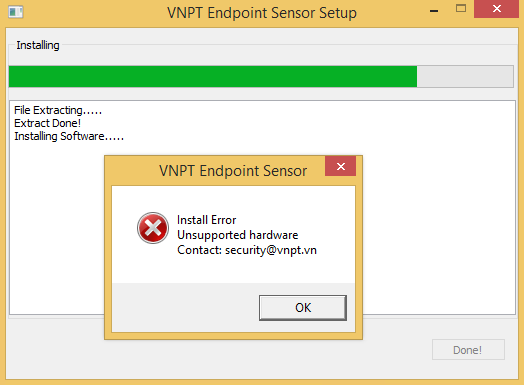 VNPT Endpoint Sensor Setup
Installing
File Extracting.....
Extract Done!
Installing Software.....
VNPT Endpoint Sensor
Install Error
Unsupported hardware
Contact: security@vnpt.vn
OK
Done!